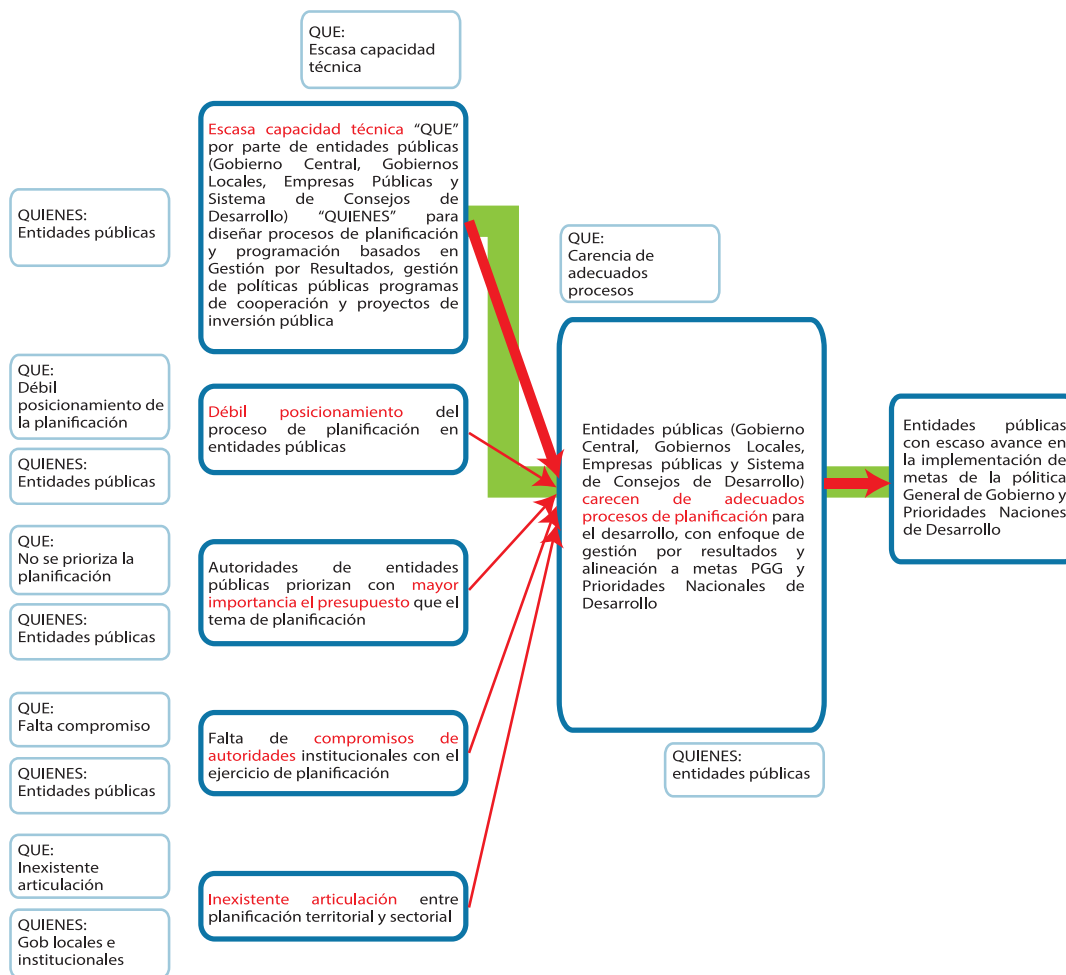 QUE:
Escasa capacidad
técnica
Escasa capacidad técnica “QUE”
por parte de entidades públicas
(Gobierno Central, Gobiernos
Locales, Empresas Públicas y
Sistema de Consejos de
Desarrollo) “QUIENES” para
diseñar procesos de planificación
y programación basados en
Gestión por Resultados, gestión
de políticas públicas programas
de cooperación y proyectos de
inversión pública
QUIENES:
Entidades públicas
QUE:
Carencia de
adecuados
procesos
QUE:
Débil
posicionamiento de
la planificación
QUIENES:
Entidades públicas
Débil posicionamiento del
proceso de planificación en
entidades públicas
QUE:
No se prioriza la
planificación
QUIENES:
Entidades públicas
Autoridades de entidades
públicas priorizan con mayor
importancia el presupuesto que el
tema de planificación
QUE:
Falta compromiso
QUIENES:
Entidades públicas
Falta de compromisos de
autoridades institucionales con el
ejercicio de planificación
QUE:
Inexistente
articulación
QUIENES:
Gob locales e
institucionales
Inexistente articulación entre
planificación territorial y sectorial
Entidades públicas (Gobierno
Central, Gobiernos Locales,
Empresas públicas y Sistema
de Consejos de Desarrollo)
carecen de adecuados
procesos de planificación para
el desarrollo, con enfoque de
gestión por resultados y
alineación a metas PGG y
Prioridades Nacionales de
Desarrollo
QUIENES:
entidades públicas
Entidades públicas
con escaso avance en
la implementación de
metas de la pólitica
General de Gobierno y
Prioridades Naciones
de Desarrollo